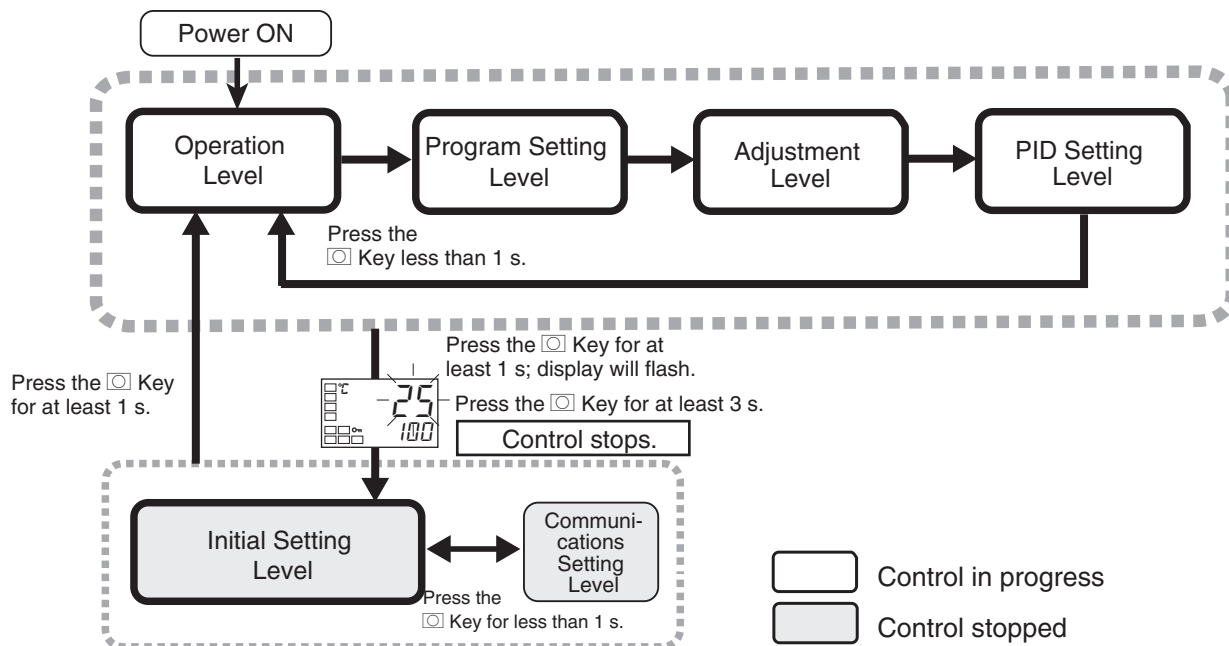 Power ON
Operation
Level
Program Setting
Level
Adjustment
Level
PID Setting
Level
Press the
Key less than 1 s.
Press the Key for at
least 1 s; display will flash.
Press the Key
for at least 1 s.
°C
25
Press the Key for at least 3 s.
100
Control stops.
Initial Setting
Level
Communi-
cations
Setting
Level
Press the
Key for less than 1 s.
Control in progress
Control stopped